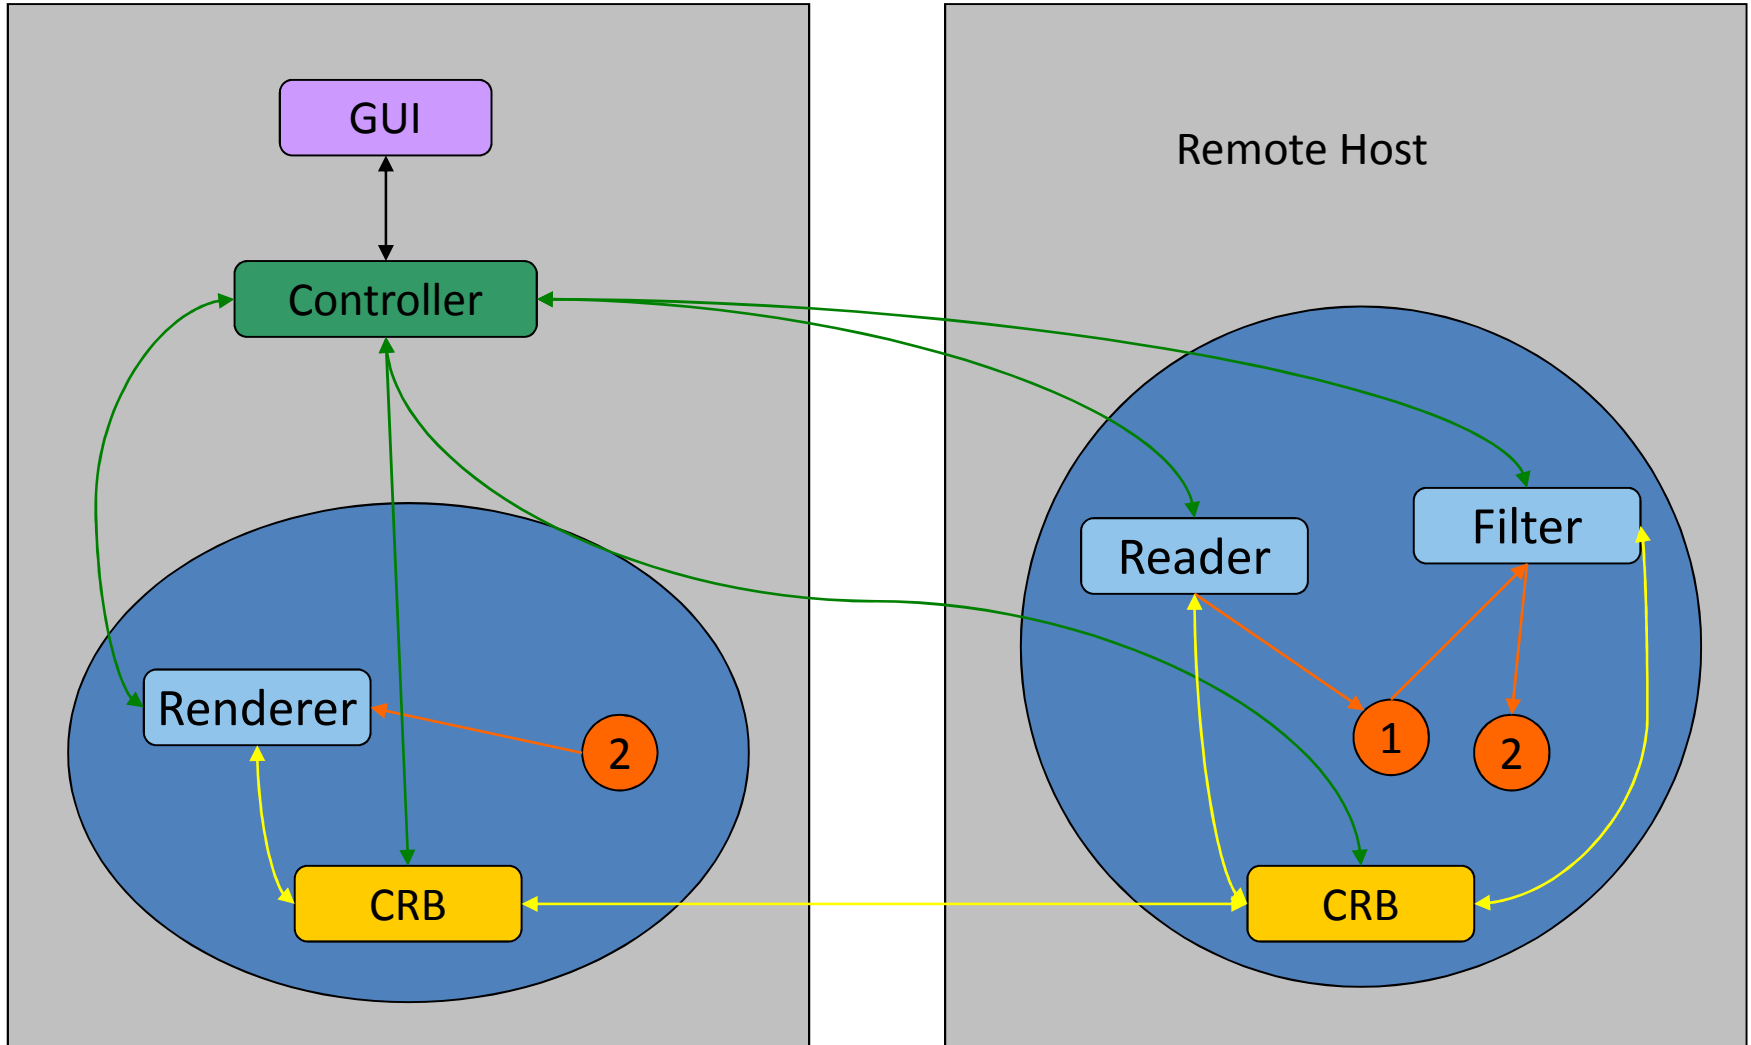 GUI
Remote Host
Controller
Filter
Reader
Renderer
1
2
2
CRB
CRB